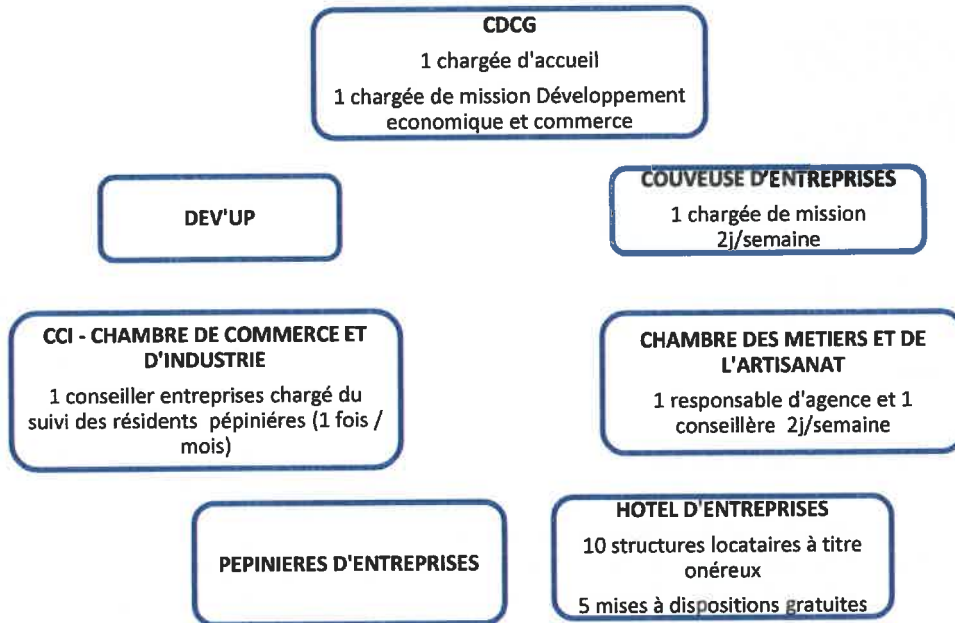 CDCG
1 chargée d'accueil
1 chargée de mission Développement
economique et commerce
DEV'UP
COUVEUSE D'ENTREPRISES
1 chargée de mission
2j/semaine
CCI - CHAMBRE DE COMMERCE ET
D'INDUSTRIE
1 conseiller entreprises chargé du
suivi des résidents pépiniéres (1 fois /
mois)
CHAMBRE DES METIERS ET DE
L'ARTISANAT
1 responsable d'agence et 1
conseillère 2j/semaine
PEPINIERES D'ENTREPRISES
HOTEL D'ENTREPRISES
10 structures locataires à titre
onéreux
5 mises à dispositions gratuites